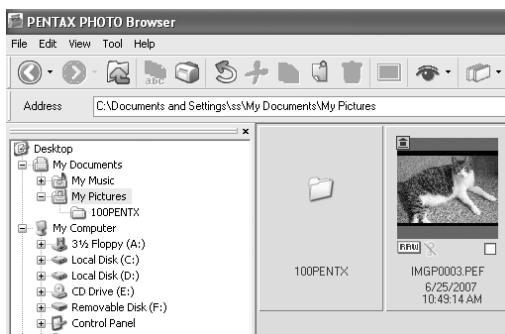 PENTAX PHOTO Browser
File Edit View Tool Help
abc
Address C:\Documents and Settings\ss\My Documents\My Pictures
x
Desktop
My Documents
My Music
My Pictures
100PENTX
My Computer
3½ Floppy (A:)
Local Disk (C:)
Local Disk (D:)
CD Drive (E:)
Removable Disk (F:)
Control Panel
100PENTX
RAW
IMGP0003.PEF
6/25/2007
10:49:14 AM